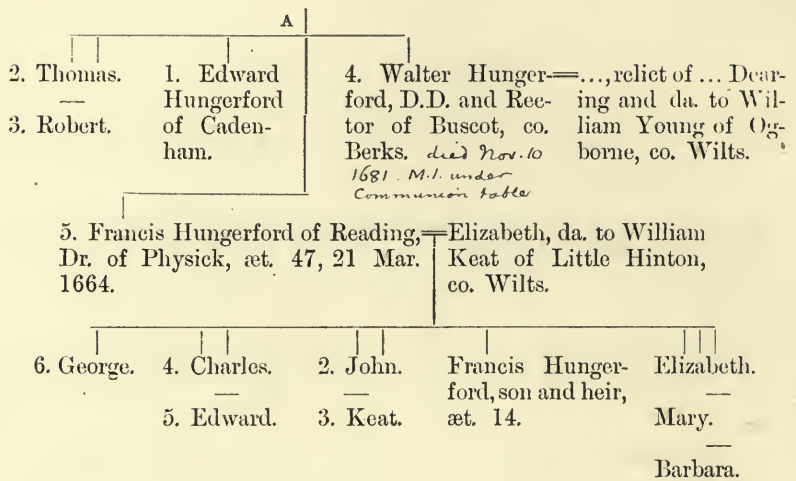 A
2. Thomas.
—
3. Robert.
1. Edward
Hungerford
of Caden-
ham.
4. Walter Hunger-
ford, D.D. and Rec-
tor of Buscot, co.
Berks. died Nov. 10
1681. M.I. under
Communion table
=..., relict of ... Dear-
ing and da. to Wil-
liam Young of Og-
borne, co. Wilts.
5. Francis Hungerford of Reading,
Dr. of Physick, æt. 47, 21 Mar.
1664.
=Elizabeth, da. to William
Keat of Little Hinton,
co. Wilts.
6. George.
4. Charles.
—
5. Edward.
2. John.
—
3. Keat.
Francis Hunger-
ford, son and heir,
æt. 14.
Elizabeth.
—
Mary.
—
Barbara.